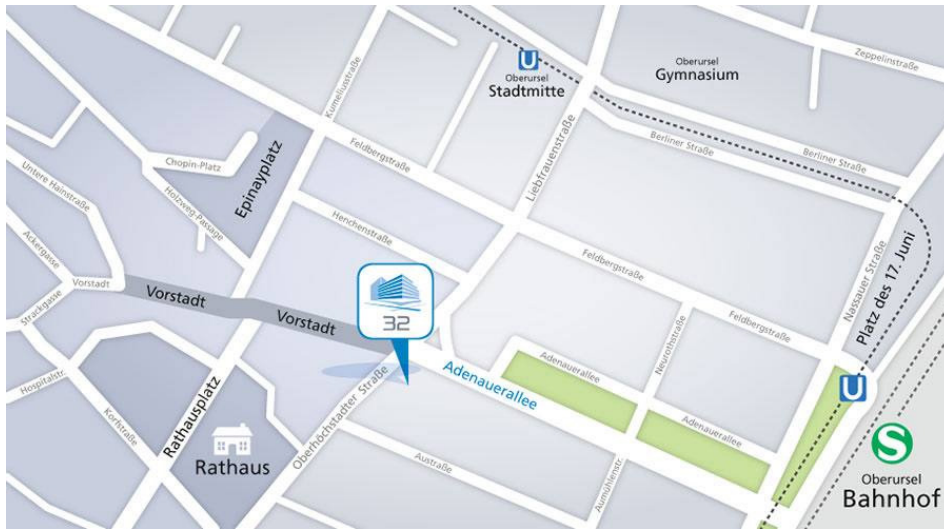 U
Oberursel
Stadtmitte
Oberursel
Gymnasium
Zeppelinstraße
Kumeliusstraße
Feldbergstraße
Liebfrauenstraße
Berliner Straße
Berliner Straße
Chopin-Platz
Epinayplatz
Untere Hainstraße
Holzweg-Passage
Henchenstraße
Ackergasse
Feldbergstraße
Nassauer Straße
Platz des 17. Juni
Vorstadt
Vorstadt
Vorstadt
Strackgasse
32
Feldbergstraße
Neurothstraße
Adenauerallee
Adenauerallee
Adenauerallee
U
Hospitalstr.
Korfstraße
Rathausplatz
Rathaus
Oberhöchstadter Straße
Austraße
Aumühlenstr.
S
Oberursel
Bahnhof